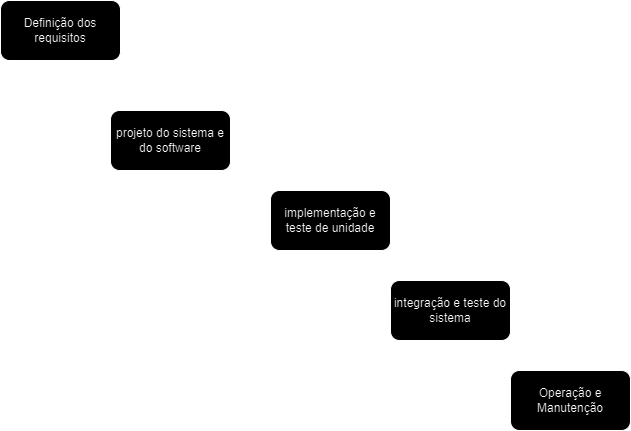 Definição dos
requisitos
projeto do sistema e
do software
implementação e
teste de unidade
integração e teste do
sistema
Operação e
Manutenção